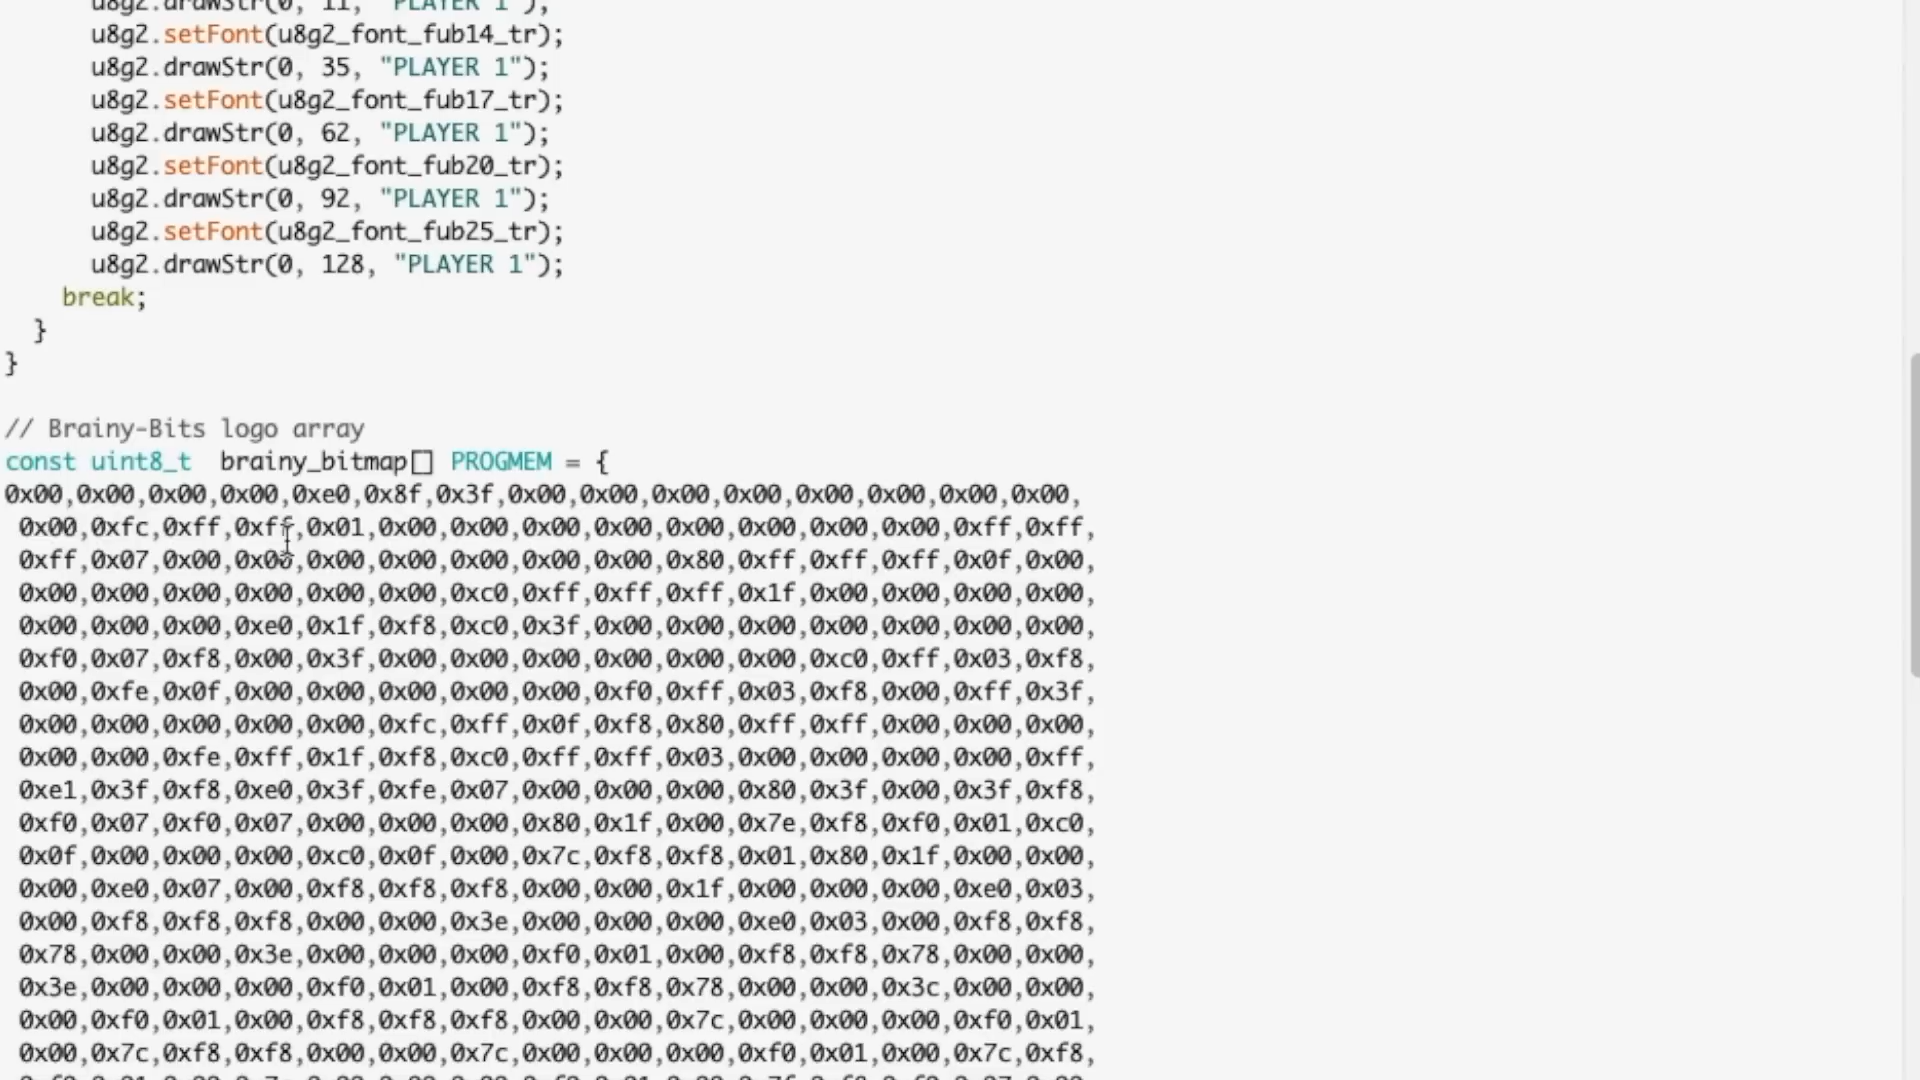 u8g2.drawStr(0, 11, "PLAYER 1");
u8g2.setFont(u8g2_font_fub14_tr);
u8g2.drawStr(0, 35, "PLAYER 1");
u8g2.setFont(u8g2_font_fub17_tr);
u8g2.drawStr(0, 62, "PLAYER 1");
u8g2.setFont(u8g2_font_fub20_tr);
u8g2.drawStr(0, 92, "PLAYER 1");
u8g2.setFont(u8g2_font_fub25_tr);
u8g2.drawStr(0, 128, "PLAYER 1");
break;
}
}
// Brainy-Bits logo array
const uint8_t  brainy_bitmap[] PROGMEM = {
0x00,0x00,0x00,0x00,0xe0,0x8f,0x3f,0x00,0x00,0x00,0x00,0x00,0x00,0x00,0x00,
0x00,0xfc,0xff,0xff,0x01,0x00,0x00,0x00,0x00,0x00,0x00,0x00,0x00,0xff,0xff,
0xff,0x07,0x00,0x00,0x00,0x00,0x00,0x00,0x00,0x80,0xff,0xff,0xff,0x0f,0x00,
0x00,0x00,0x00,0x00,0x00,0x00,0xc0,0xff,0xff,0xff,0x1f,0x00,0x00,0x00,0x00,
0x00,0x00,0x00,0xe0,0x1f,0xf8,0xc0,0x3f,0x00,0x00,0x00,0x00,0x00,0x00,0x00,
0xf0,0x07,0xf8,0x00,0x3f,0x00,0x00,0x00,0x00,0x00,0x00,0xc0,0xff,0x03,0xf8,
0x00,0xfe,0x0f,0x00,0x00,0x00,0x00,0x00,0xf0,0xff,0x03,0xf8,0x00,0xff,0x3f,
0x00,0x00,0x00,0x00,0x00,0xfc,0xff,0x0f,0xf8,0x80,0xff,0xff,0x00,0x00,0x00,
0x00,0x00,0xfe,0xff,0x1f,0xf8,0xc0,0xff,0xff,0x03,0x00,0x00,0x00,0x00,0xff,
0xe1,0x3f,0xf8,0xe0,0x3f,0xfe,0x07,0x00,0x00,0x00,0x80,0x3f,0x00,0x3f,0xf8,
0xf0,0x07,0xf0,0x07,0x00,0x00,0x00,0x80,0x1f,0x00,0x7e,0xf8,0xf0,0x01,0xc0,
0x0f,0x00,0x00,0x00,0xc0,0x0f,0x00,0x7c,0xf8,0xf8,0x01,0x80,0x1f,0x00,0x00,
0x00,0xe0,0x07,0x00,0xf8,0xf8,0xf8,0x00,0x00,0x1f,0x00,0x00,0x00,0xe0,0x03,
0x00,0xf8,0xf8,0xf8,0x00,0x00,0x3e,0x00,0x00,0x00,0xe0,0x03,0x00,0xf8,0xf8,
0x78,0x00,0x00,0x3e,0x00,0x00,0x00,0xf0,0x01,0x00,0xf8,0xf8,0x78,0x00,0x00,
0x3e,0x00,0x00,0x00,0xf0,0x01,0x00,0xf8,0xf8,0x78,0x00,0x00,0x3c,0x00,0x00,
0x00,0xf0,0x01,0x00,0xf8,0xf8,0xf8,0x00,0x00,0x7c,0x00,0x00,0x00,0xf0,0x01,
0x00,0x7c,0xf8,0xf8,0x00,0x00,0x7c,0x00,0x00,0x00,0xf0,0x01,0x00,0x7c,0xf8,